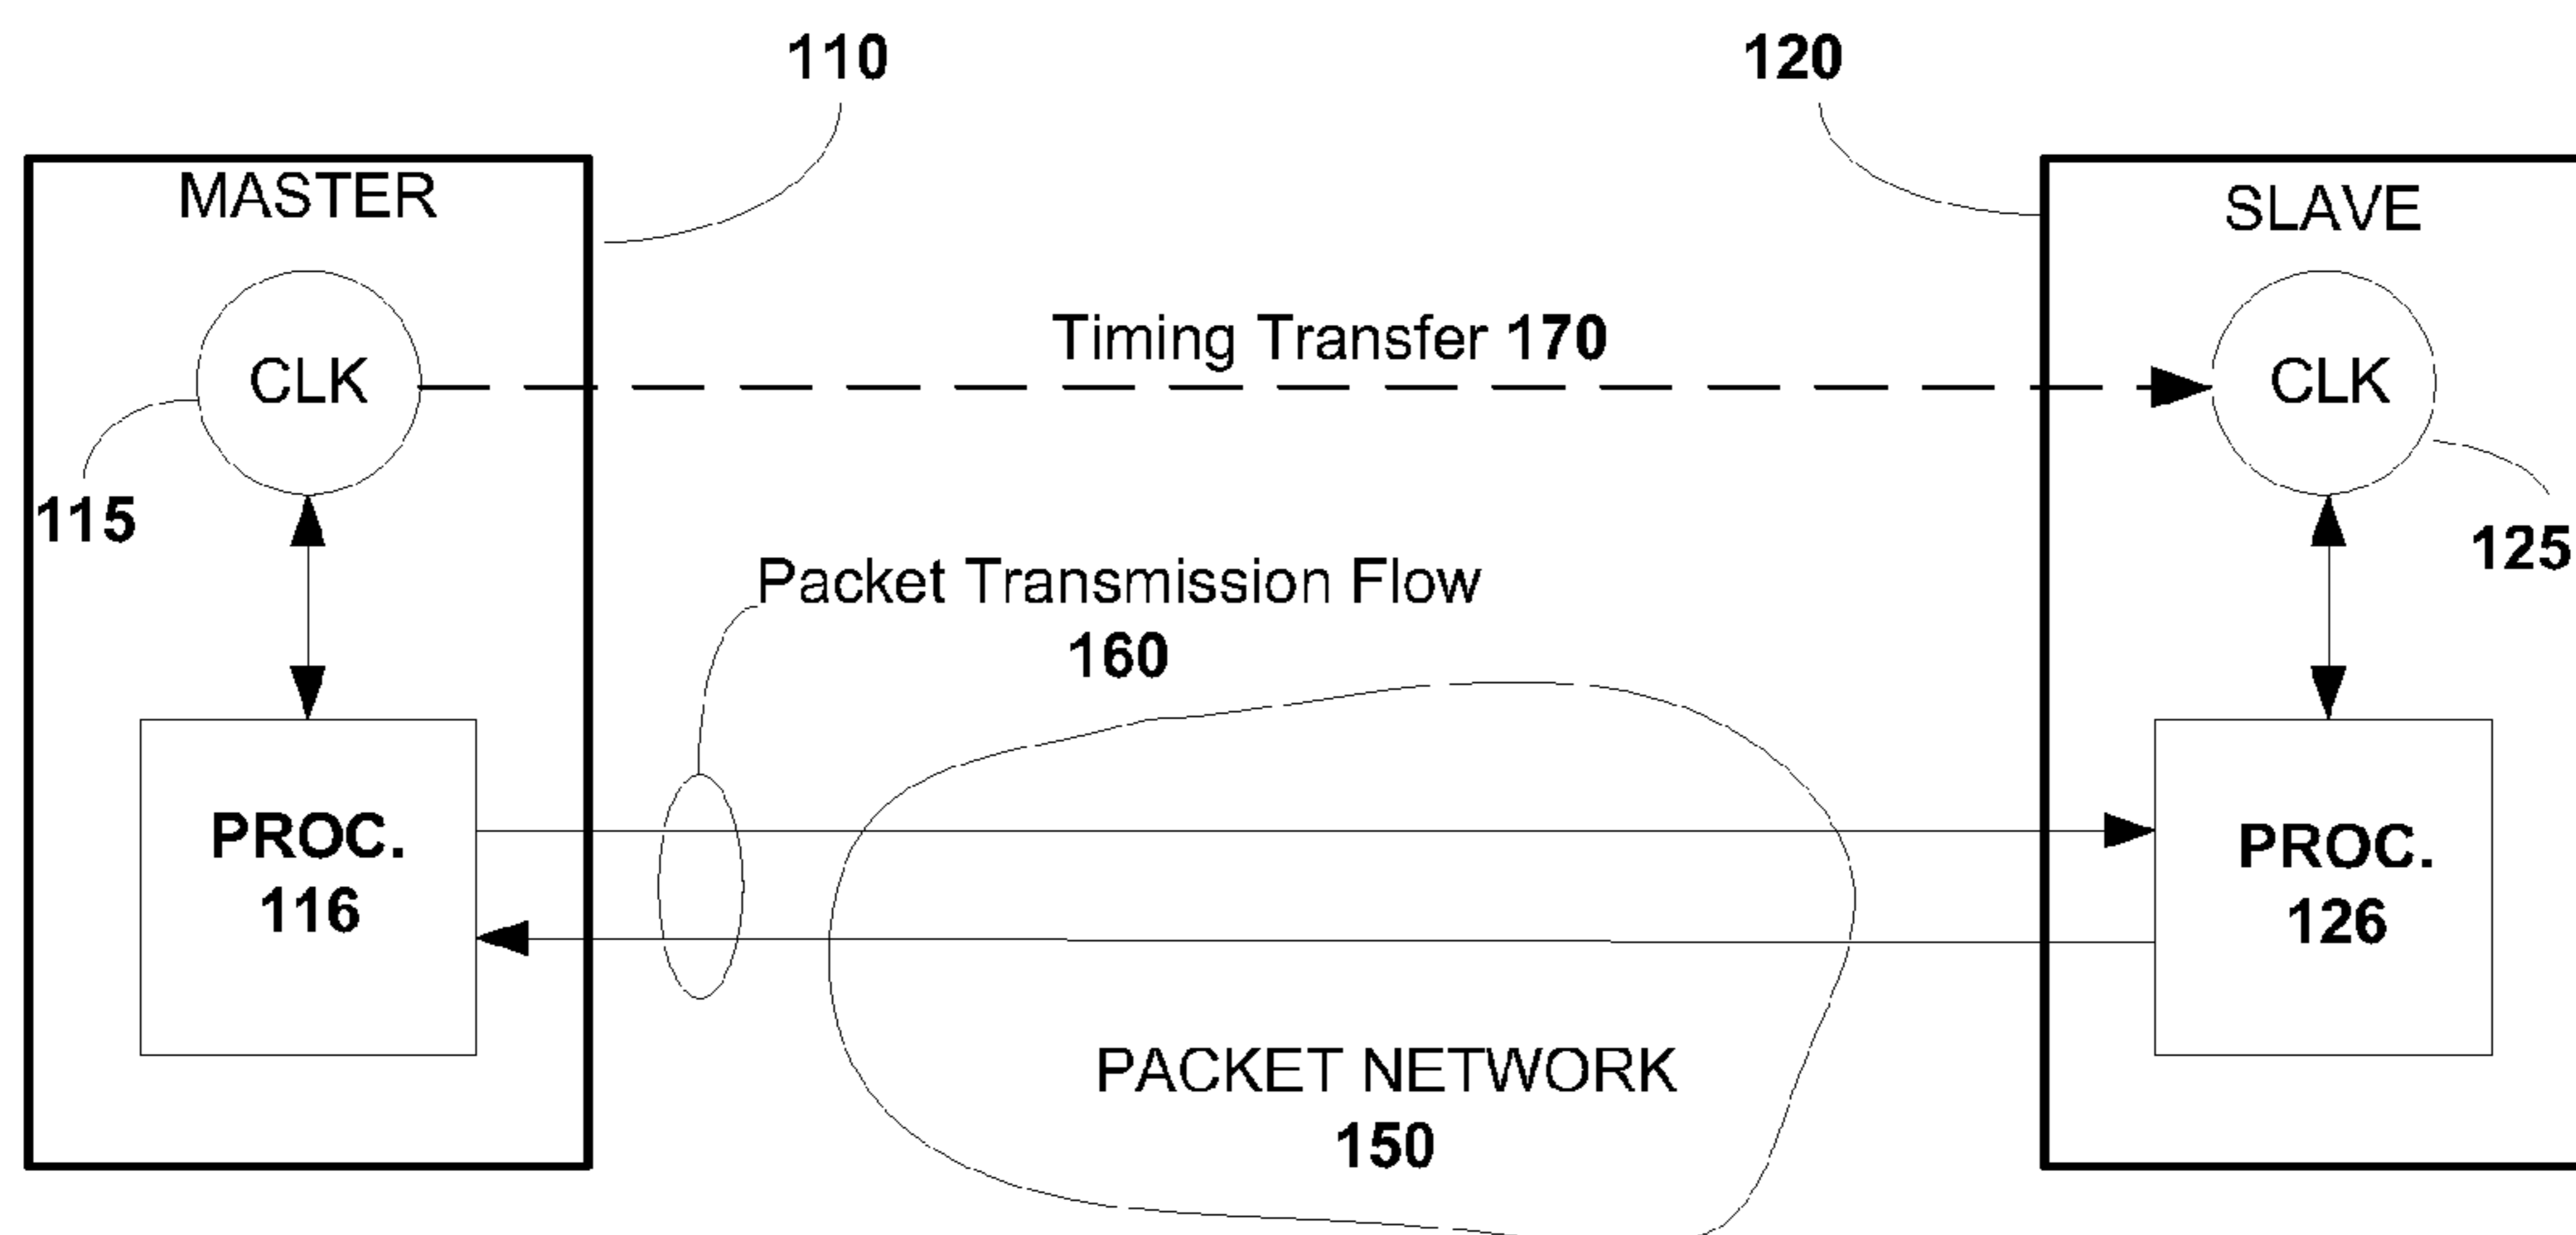 110
120
MASTER
SLAVE
Timing Transfer 170
CLK
CLK
115
125
Packet Transmission Flow
160
PROC.
116
PROC.
126
PACKET NETWORK
150